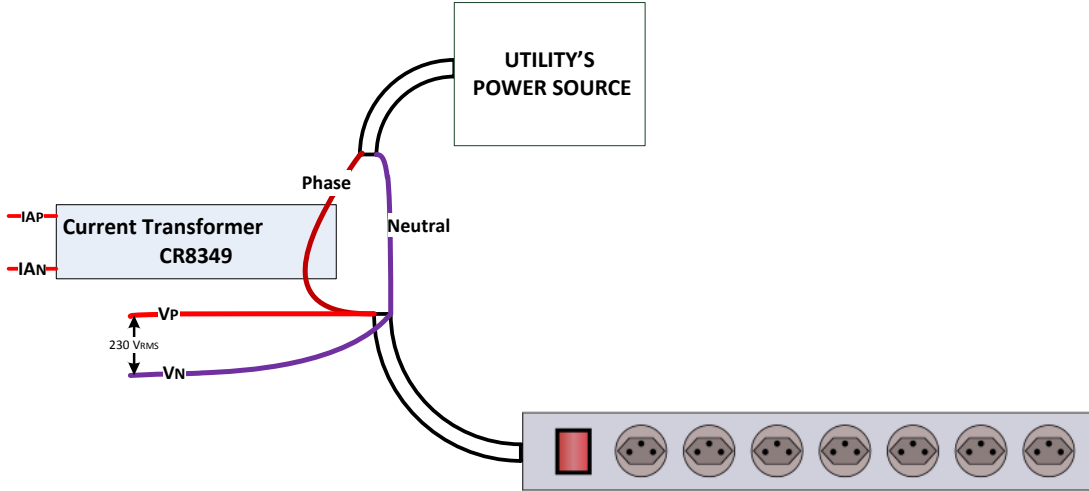 UTILITY’S
POWER SOURCE
Phase
Neutral
IAP
Current Transformer
CR8349
IAN
VP
230 VRMS
VN